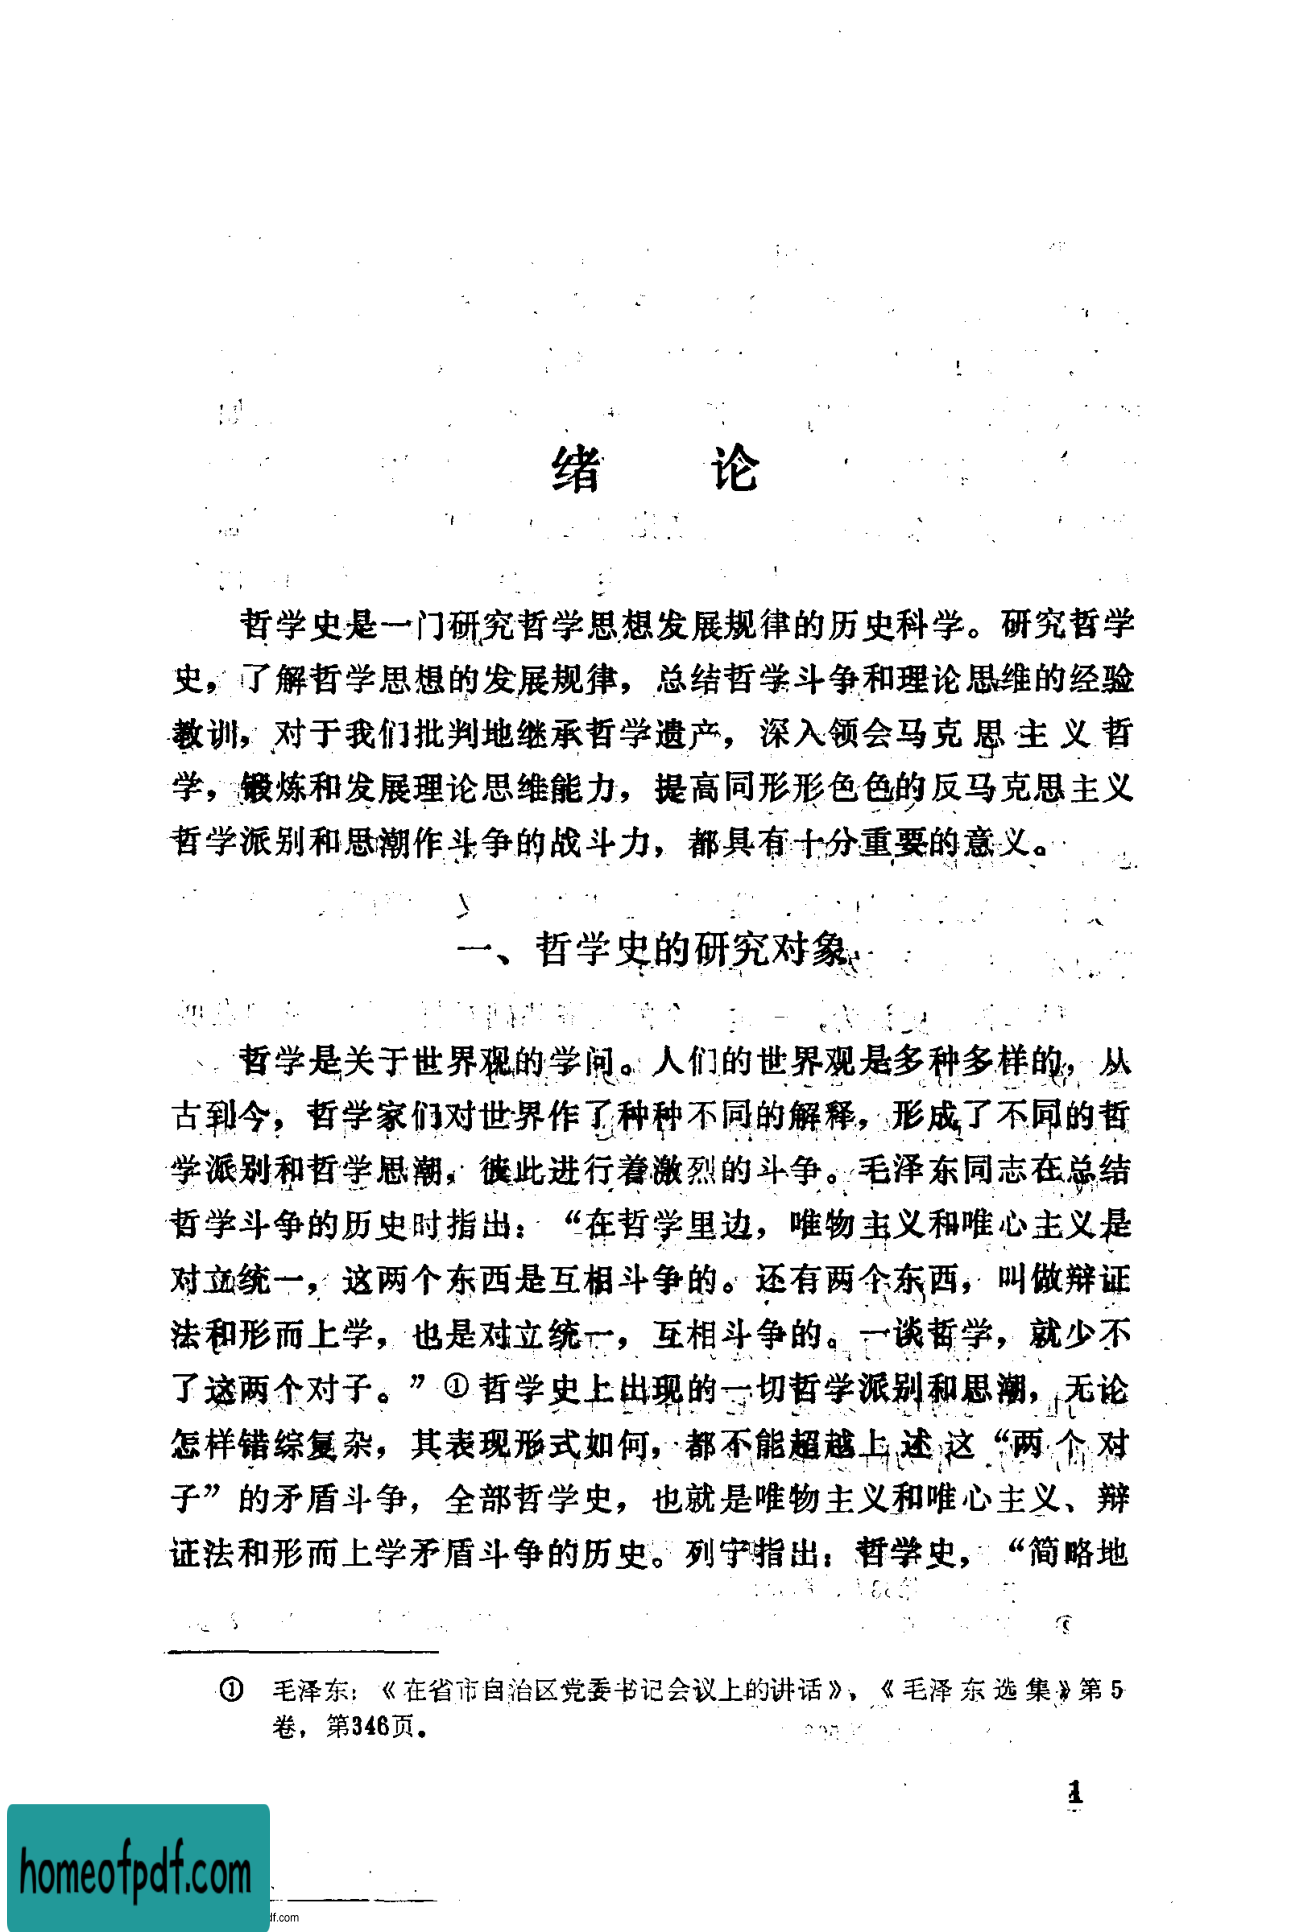 绪 论
哲学史是一门研究哲学思想发展规律的历史科学。研究哲学
史，了解哲学思想的发展规律，总结哲学斗争和理论思维的经验
教训，对于我们批判地继承哲学遗产，深入领会马克思主义哲
学，锻炼和发展理论思维能力，提高同形形色色的反马克思主义
哲学派别和思潮作斗争的战斗力，都具有十分重要的意义。
一、哲学史的研究对象
哲学是关于世界观的学问。人们的世界观是多种多样的，从
古到今，哲学家们对世界作了种种不同的解释，形成了不同的哲
学派别和哲学思潮，彼此进行着激烈的斗争。毛泽东同志在总结
哲学斗争的历史时指出：“在哲学里边，唯物主义和唯心主义是
对立统一，这两个东西是互相斗争的。还有两个东西，叫做辩证
法和形而上学，也是对立统一，互相斗争的。一谈哲学，就少不
了这两个对子。”①哲学史上出现的一切哲学派别和思潮，无论
怎样错综复杂，其表现形式如何，都不能超越上述这“两个对
子”的矛盾斗争，全部哲学史，也就是唯物主义和唯心主义、辩
证法和形而上学矛盾斗争的历史。列宁指出：哲学史，“简略地
① 毛泽东：《在省市自治区党委书记会议上的讲话》，《毛泽东选集》第5
卷，第346页。
1
homeofpdf.com
df.com